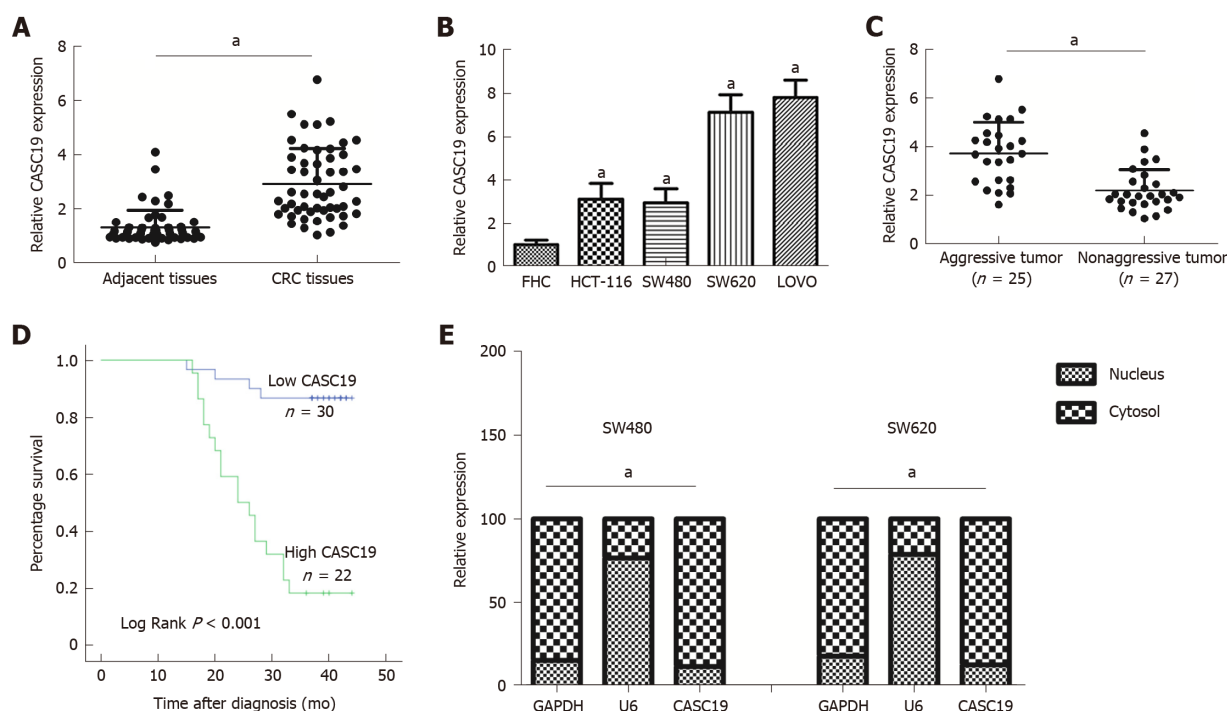 A
a
Relative CASC19 expression
8
6
4
2
0
Adjacent tissues
CRC tissues
B
Relative CASC19 expression
10
8
6
4
2
0
a
a
a
a
FHC
HCT-116
SW480
SW620
LOVO
C
a
Relative CASC19 expression
8
6
4
2
0
Aggressive tumor
(n = 25)
Nonaggressive tumor
(n = 27)
D
Percentage survival
1.0
0.8
0.6
0.4
0.2
0
Low CASC19
n = 30
High CASC19
n = 22
Log Rank P < 0.001
0
10
20
30
40
50
Time after diagnosis (mo)
E
Relative expression
200
150
100
50
0
SW480
a
SW620
a
GAPDH
U6
CASC19
GAPDH
U6
CASC19
Nucleus
Cytosol